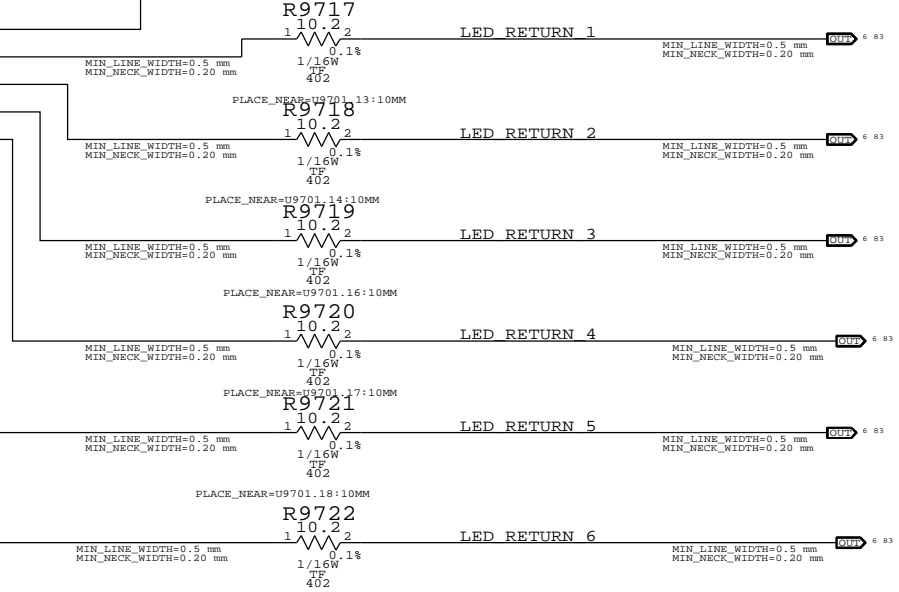 R9717
10.2
1 2 LED_RETURN_1 OUT 6 83
0.1%
MIN_LINE_WIDTH=0.5 mm 1/16W MIN_LINE_WIDTH=0.5 mm
MIN_NECK_WIDTH=0.20 mm TF MIN_NECK_WIDTH=0.20 mm
402
PLACE_NEAR=U9701.13:10MM
R9718
10.2
1 2 LED_RETURN_2 OUT 6 83
0.1%
MIN_LINE_WIDTH=0.5 mm 1/16W MIN_LINE_WIDTH=0.5 mm
MIN_NECK_WIDTH=0.20 mm TF MIN_NECK_WIDTH=0.20 mm
402
PLACE_NEAR=U9701.14:10MM
R9719
10.2
1 2 LED_RETURN_3 OUT 6 83
0.1%
MIN_LINE_WIDTH=0.5 mm 1/16W MIN_LINE_WIDTH=0.5 mm
MIN_NECK_WIDTH=0.20 mm TF MIN_NECK_WIDTH=0.20 mm
402
PLACE_NEAR=U9701.16:10MM
R9720
10.2
1 2 LED_RETURN_4 OUT 6 83
0.1%
MIN_LINE_WIDTH=0.5 mm 1/16W MIN_LINE_WIDTH=0.5 mm
MIN_NECK_WIDTH=0.20 mm TF MIN_NECK_WIDTH=0.20 mm
402
PLACE_NEAR=U9701.17:10MM
R9721
10.2
1 2 LED_RETURN_5 OUT 6 83
0.1%
MIN_LINE_WIDTH=0.5 mm 1/16W MIN_LINE_WIDTH=0.5 mm
MIN_NECK_WIDTH=0.20 mm TF MIN_NECK_WIDTH=0.20 mm
402
PLACE_NEAR=U9701.18:10MM
R9722
10.2
1 2 LED_RETURN_6 OUT 6 83
0.1%
MIN_LINE_WIDTH=0.5 mm 1/16W MIN_LINE_WIDTH=0.5 mm
MIN_NECK_WIDTH=0.20 mm TF MIN_NECK_WIDTH=0.20 mm
402